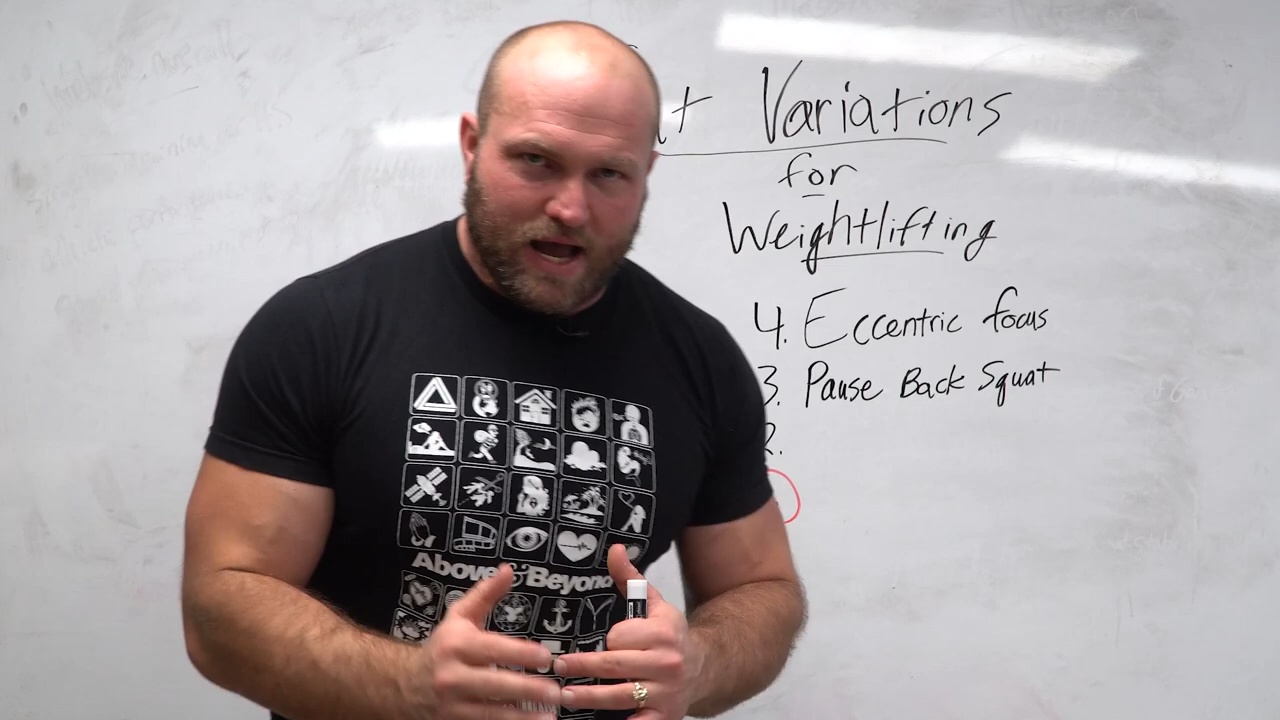 t Variations
for
Weightlifting
4. Eccentric focus
3. Pause Back Squat
2.
Above & Beyond